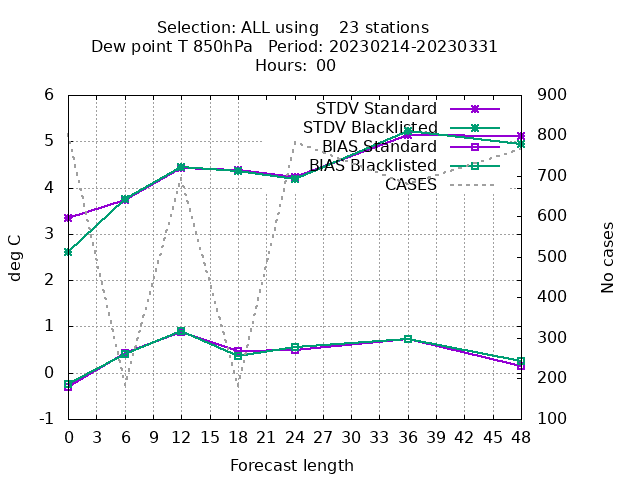 Selection: ALL using    23 stations
Dew point T 850hPa   Period: 20230214-20230331
Hours:  00
STDV Standard
STDV Blacklisted
BIAS Standard
BIAS Blacklisted
CASES
deg C
6
5
4
3
2
1
0
-1
900
800
700
600
500
400
300
200
100
No cases
0 3 6 9 12 15 18 21 24 27 30 33 36 39 42 45 48
Forecast length